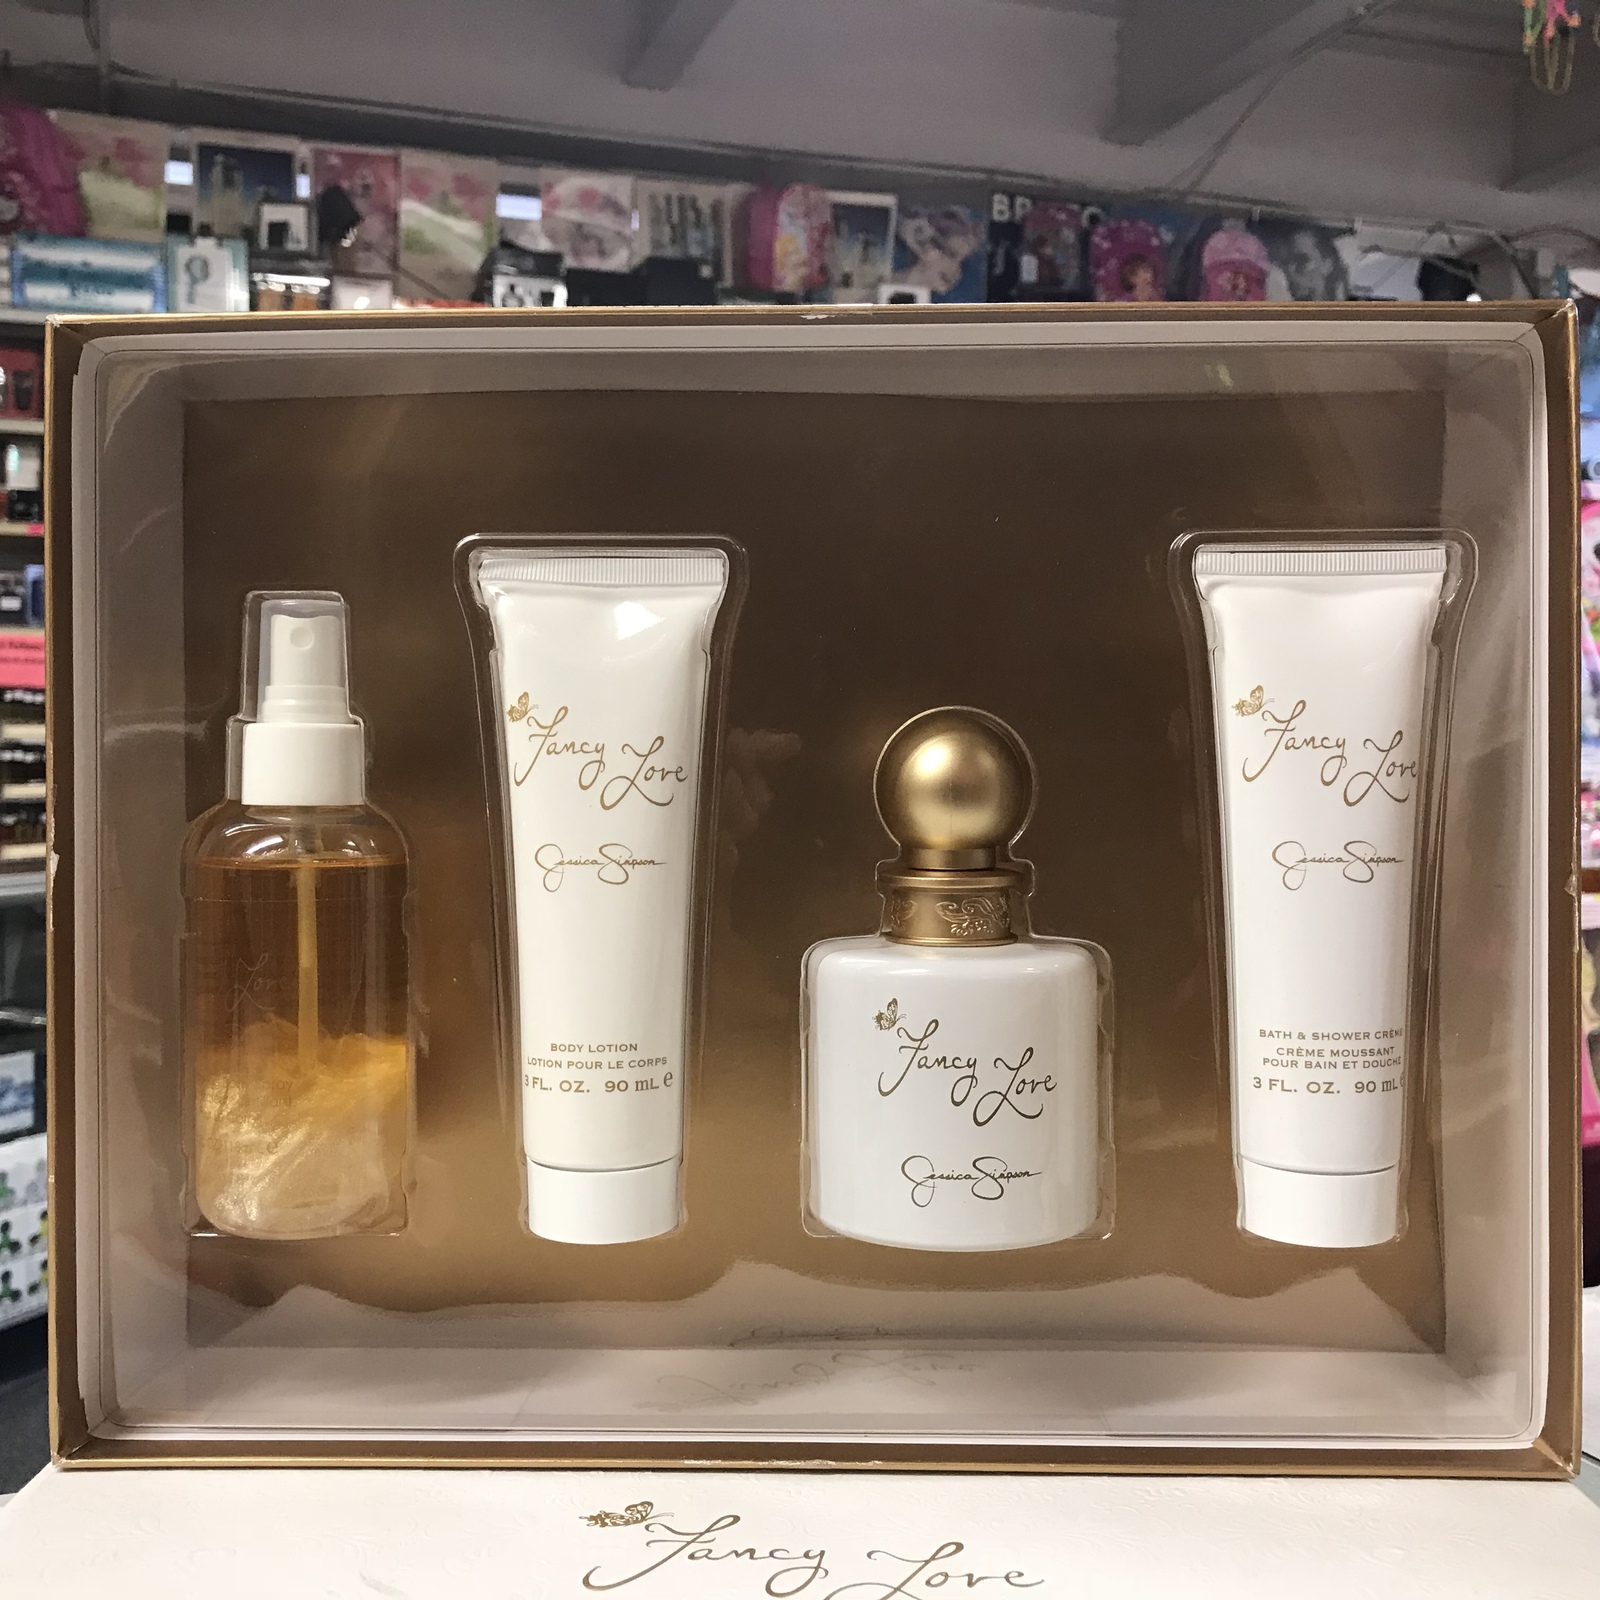 Fancy Love
Jessica Simpson
BODY LOTION
LOTION POUR LE CORPS
3 FL. OZ. 90 mL e
Love
Fancy Love
Jessica Simpson
Fancy Love
Jessica Simpson
BATH & SHOWER CRÈME
CRÈME MOUSSANT
POUR BAIN ET DOUCHE
3 FL. OZ. 90 mL e
Fancy Love